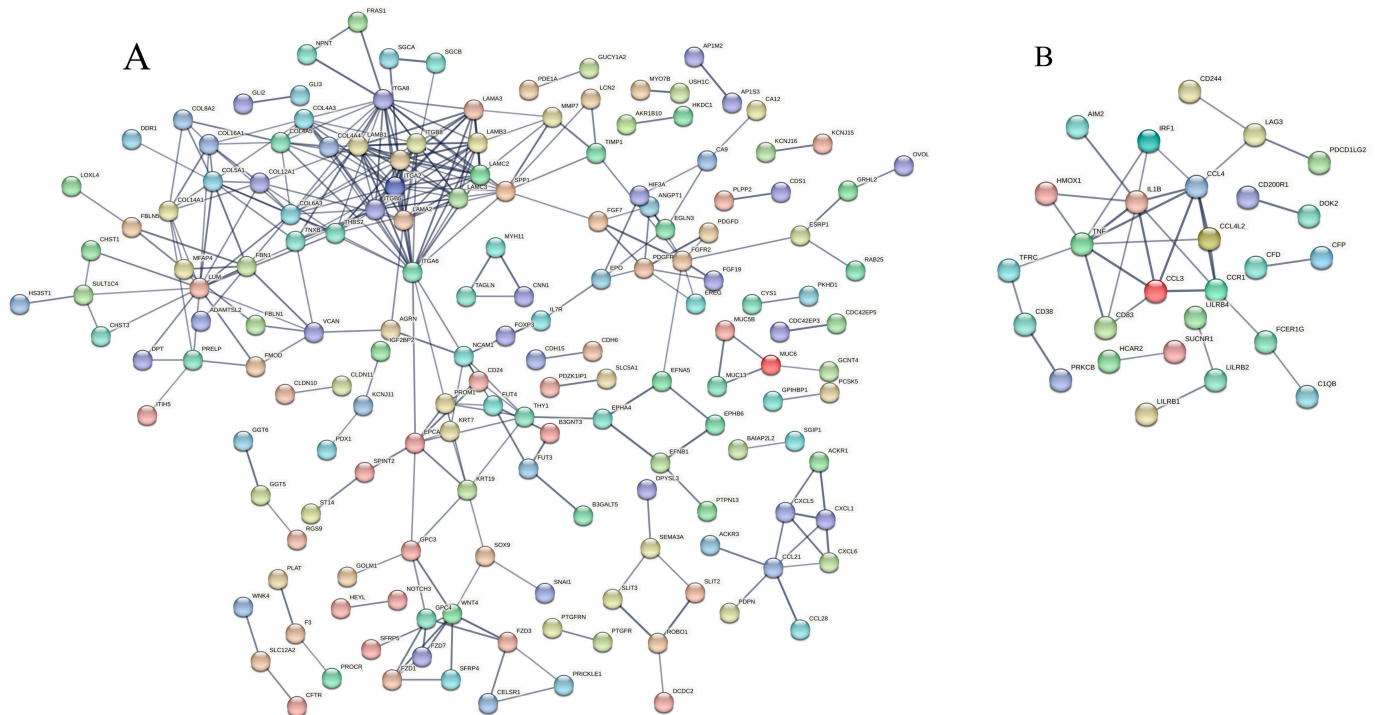 A
FRAS1
NPNT
SGCA
SGCB
GLI2
GLI3
ITGA8
LAMA3
PDE1A
GUCY1A2
LCN2
MMP7
AP1M2
AP1S3
MYO7B
USH1C
AKR1B10
HKDC1
CA12
COL8A2
COL4A3
COL16A1
COL4A5
COL4A4
LAMB1
ITGB8
LAMB3
TIMP1
DDR1
CA9
KCNJ16
KCNJ15
LOXL4
COL5A1
COL12A1
ITGA2
LAMC2
LAMC3
SPP1
HIF3A
ANGPT1
PLPP2
CDS1
OVOL
GRHL2
FBLN5
COL14A1
COL6A3
ITGB6
LAMA2
TNXB
THBS2
FGF7
EGLN3
PDGFD
ESRP1
RAB25
CHST1
MFAP4
FBN1
ITGA6
MYH11
PDGFR
FGFR2
FGF19
EREG
EPO
HS3ST1
SULT1C4
LUM
TAGLN
CNN1
IL7R
CYS1
PKHD1
CHST3
ADAMTSL2
FBLN1
VCAN
AGRN
FOXP3
MUC5B
CDC42EP3
CDC42EP5
DPT
PRELP
FMOD
IGF2BP2
NCAM1
CDH15
CDH6
MUC6
GCNT4
MUC13
CLDN10
CLDN11
CD24
PDZK1IP1
SLC5A1
EFNA5
GPIHBP1
PCSK5
ITIH5
KCNJ11
PROM1
FUT4
THY1
EPHA4
EPHB6
PDX1
KRT7
EPCA
B3GNT3
BAIAP2L2
SGIP1
GGT6
SPINT2
FUT3
EFNB1
ACKR1
GGT5
ST14
KRT19
B3GALT5
DPYSL3
PTPN13
CXCL5
CXCL1
RGS9
GPC3
SOX9
SEMA3A
ACKR3
CCL21
CXCL6
GOLM1
SNAI1
PLAT
HEYL
NOTCH3
SLIT3
SLIT2
PDPN
CCL28
WNK4
F3
GPC4
WNT4
PTGFRN
PTGFR
SFRP5
FZD7
FZD3
ROBO1
SLC12A2
PROCR
FZD1
SFRP4
PRICKLE1
CFTR
CELSR1
DCDC2
B
CD244
AIM2
IRF1
LAG3
PDCD1LG2
HMOX1
IL1B
CCL4
CD200R1
DOK2
TNF
CCL4L2
TFRC
CCL3
CCR1
CFD
CFP
CD83
LILRB4
CD38
FCER1G
HCAR2
SUCNR1
PRKCB
LILRB2
C1QB
LILRB1